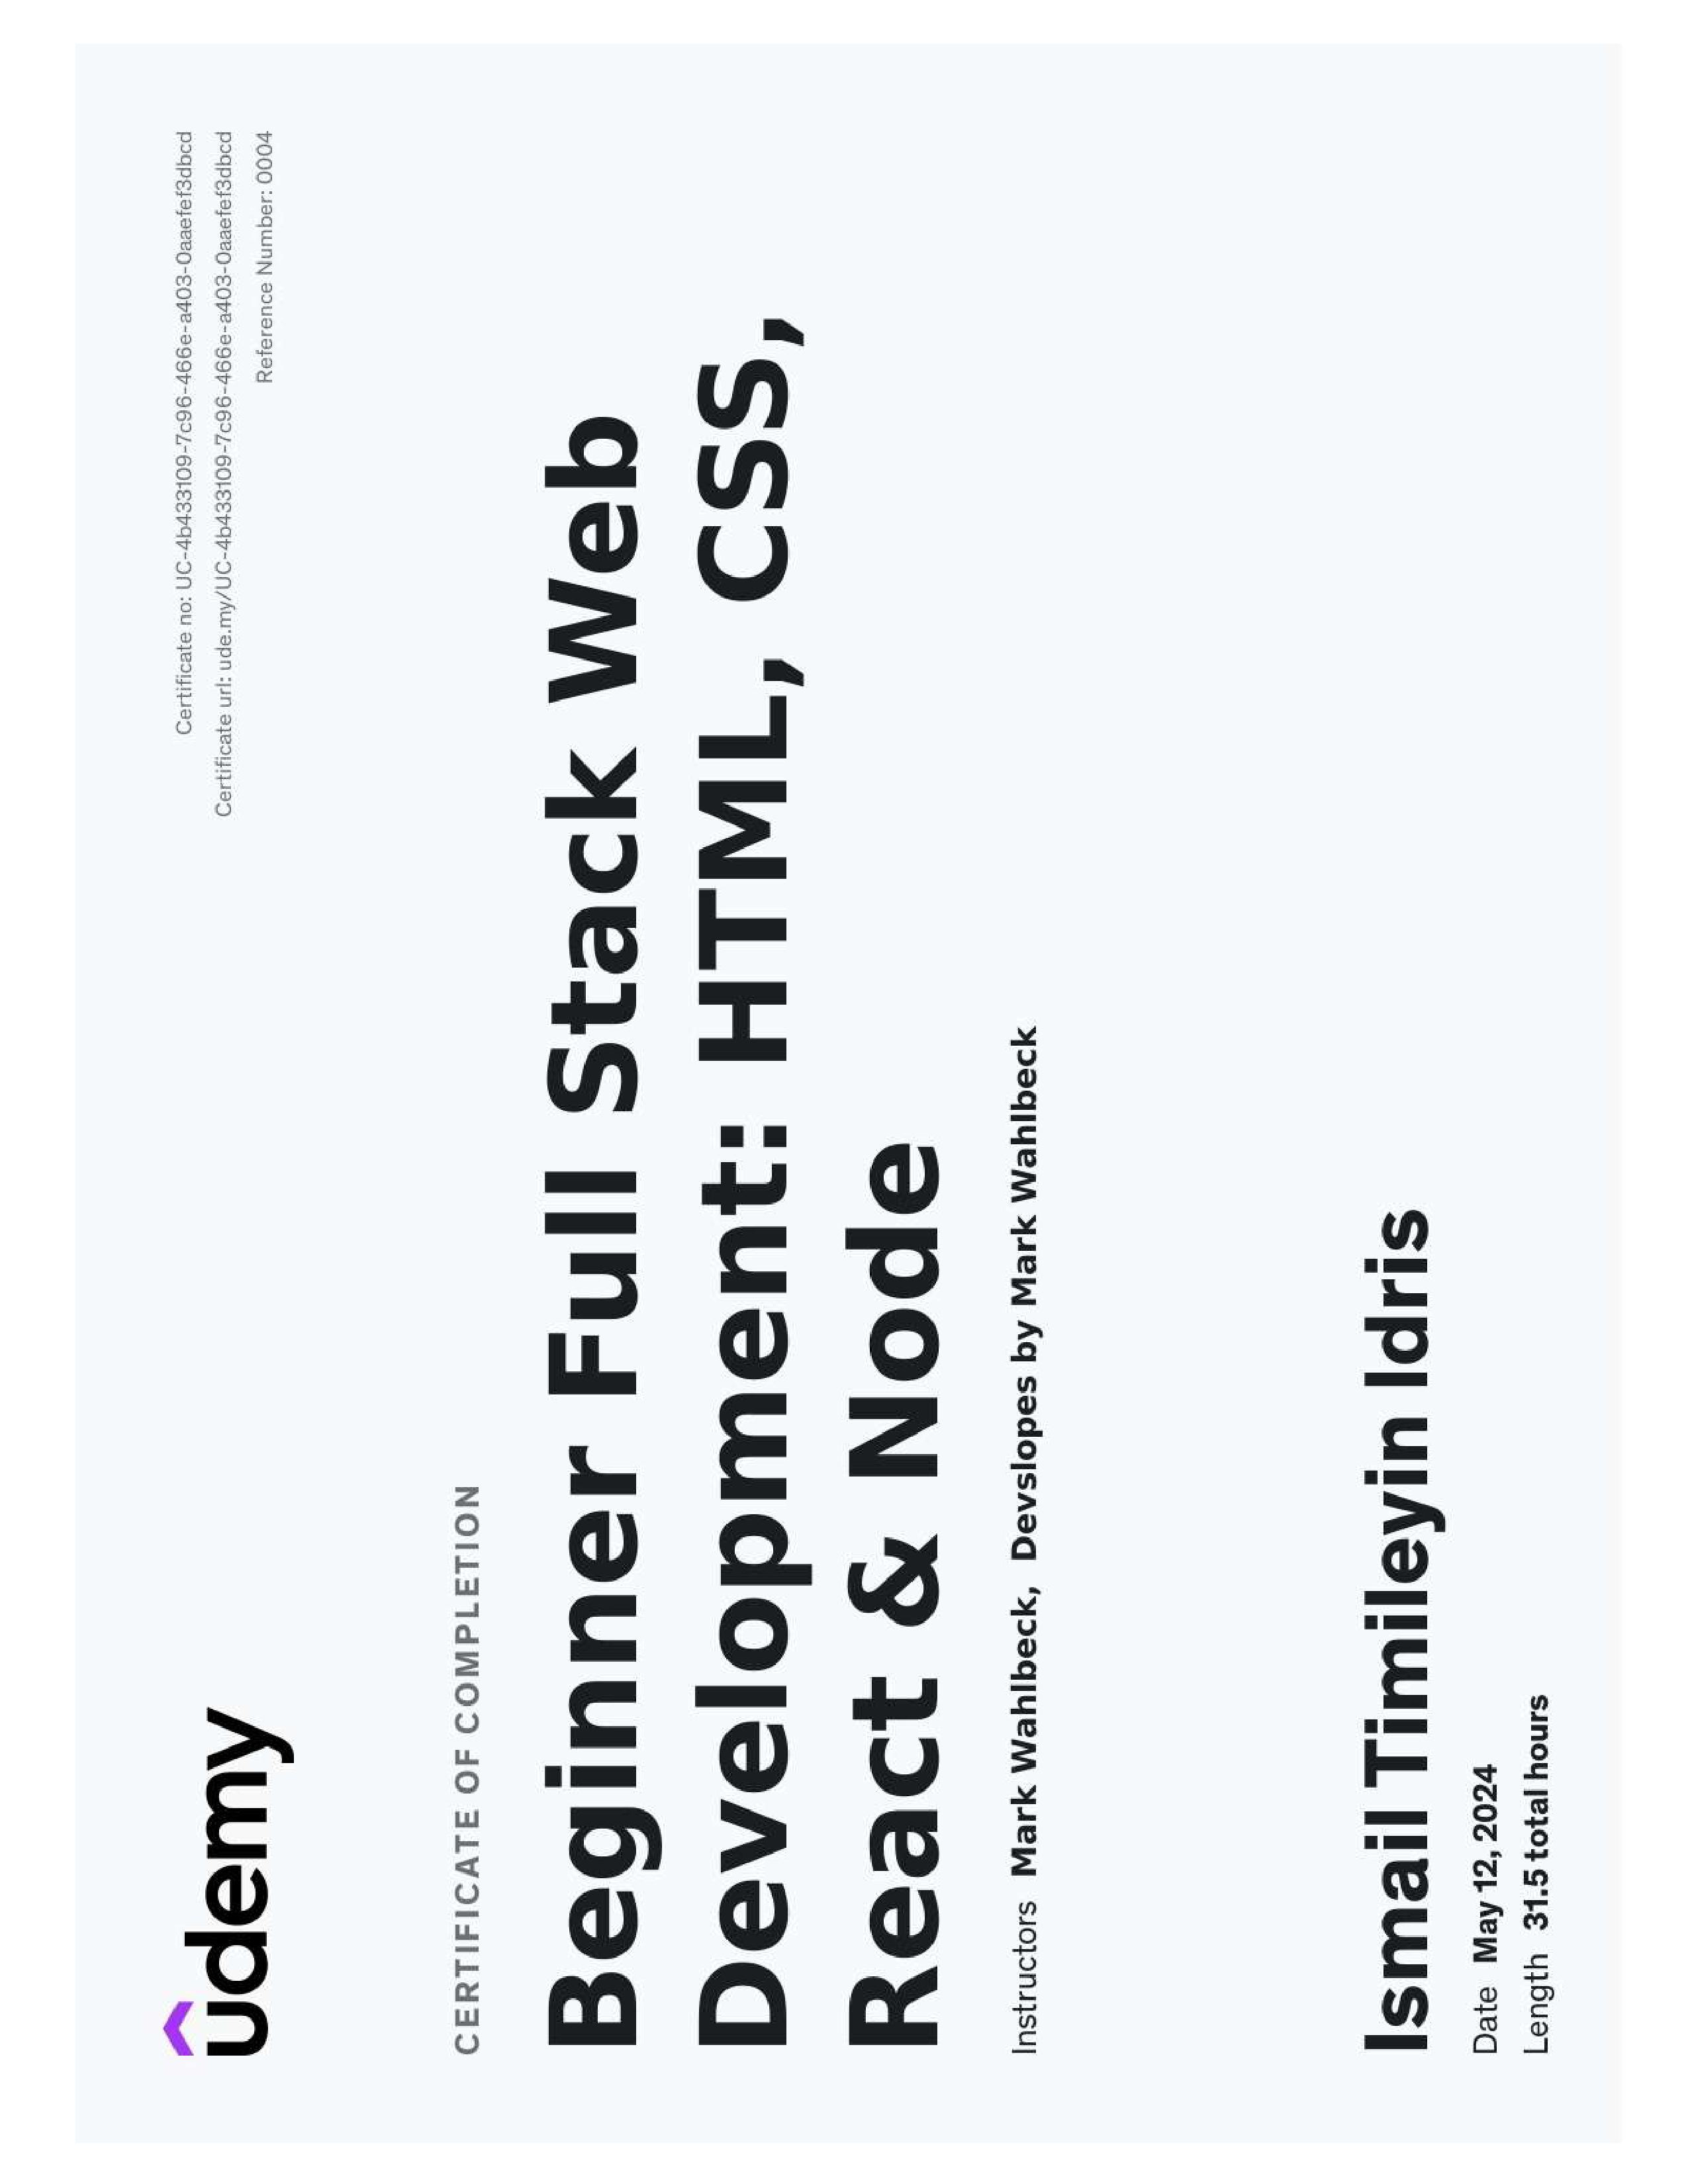 udemy
Certificate no: UC-4b433109-7c96-466e-a403-0aaefef3dbcd
Certificate url: ude.my/UC-4b433109-7c96-466e-a403-0aaefef3dbcd
Reference Number: 0004
CERTIFICATE OF COMPLETION
Beginner Full Stack Web
Development: HTML, CSS,
React & Node
Instructors Mark Wahlbeck, Devslopes by Mark Wahlbeck
Ismail Timileyin Idris
Date May 12, 2024
Length 31.5 total hours